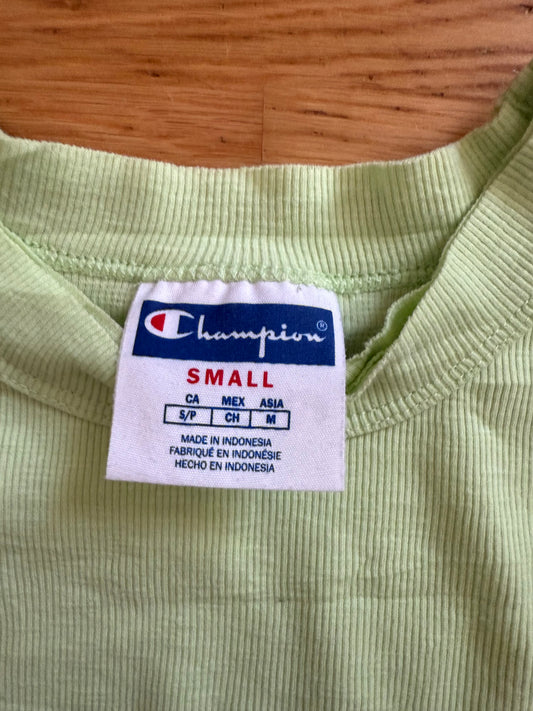 Champion®
SMALL
CA MEX ASIA
S/P CH M
MADE IN INDONESIA
FABRIQUÉ EN INDONÉSIE
HECHO EN INDONESIA